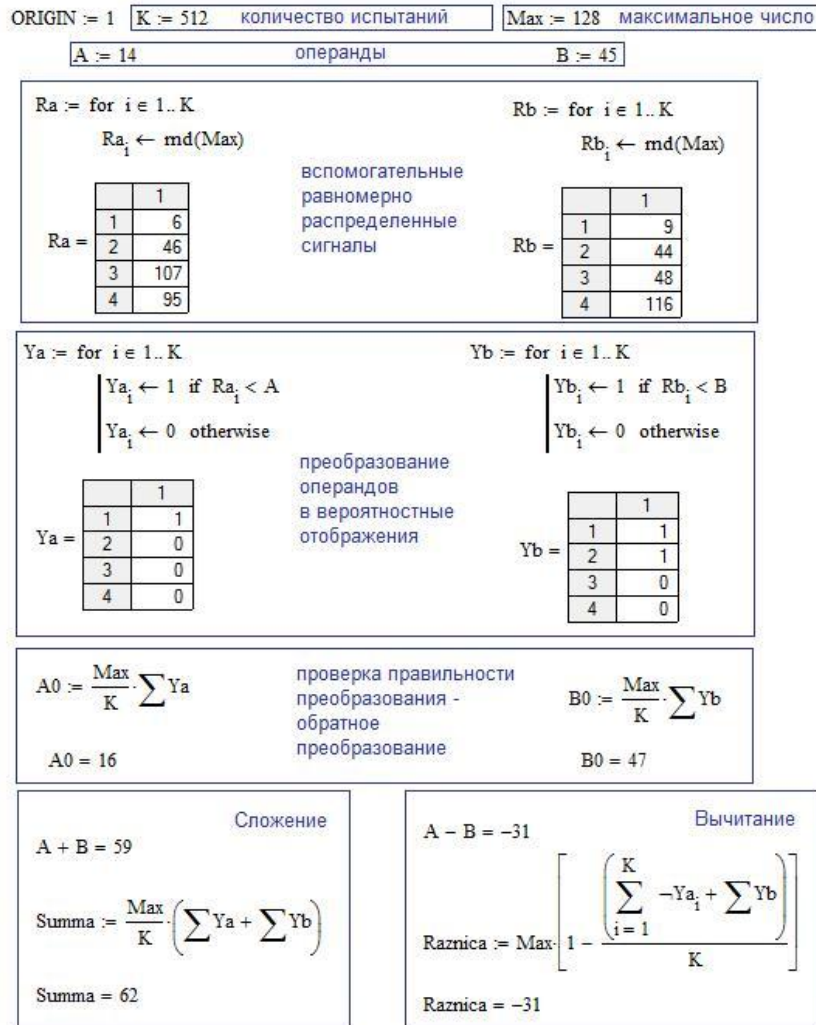 ORIGIN := 1 K := 512 количество испытаний Max := 128 максимальное число
A := 14 операнды B := 45
Ra := for i ∈ 1.. K
Ra_i ← rnd(Max)
Ra =
1
1 6
2 46
3 107
4 95
вспомогательные
равномерно
распределенные
сигналы
Rb := for i ∈ 1.. K
Rb_i ← rnd(Max)
Rb =
1
1 9
2 44
3 48
4 116
Ya := for i ∈ 1.. K
Ya_i ← 1 if Ra_i < A
Ya_i ← 0 otherwise
Ya =
1
1 1
2 0
3 0
4 0
преобразование
операндов
в вероятностные
отображения
Yb := for i ∈ 1.. K
Yb_i ← 1 if Rb_i < B
Yb_i ← 0 otherwise
Yb =
1
1 1
2 1
3 0
4 0
A0 := Max/K · ∑ Ya
A0 = 16
проверка правильности
преобразования -
обратное
преобразование
B0 := Max/K · ∑ Yb
B0 = 47
Сложение
A + B = 59
Summa := Max/K · (∑ Ya + ∑ Yb)
Summa = 62
Вычитание
A − B = −31
Raznica := Max · [1 − (∑_{i = 1}^{K} ¬Ya_i + ∑ Yb) / K]
Raznica = −31